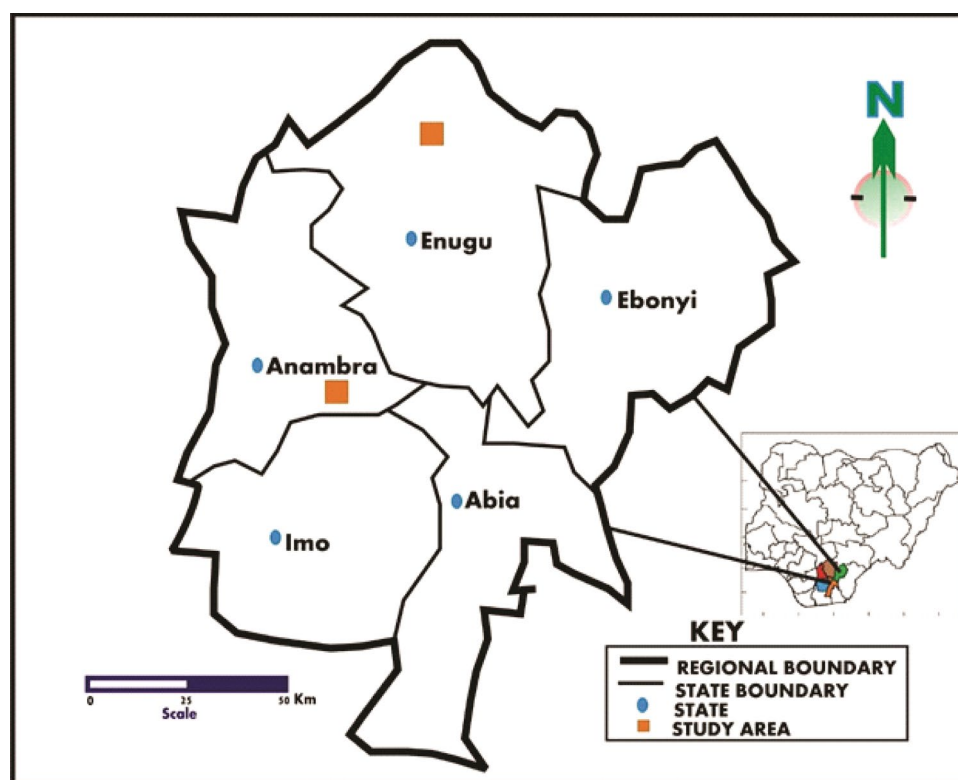 N
Enugu
Ebonyi
Anambra
Abia
Imo
KEY
REGIONAL BOUNDARY
STATE BOUNDARY
STATE
STUDY AREA
0 25 50 Km
Scale